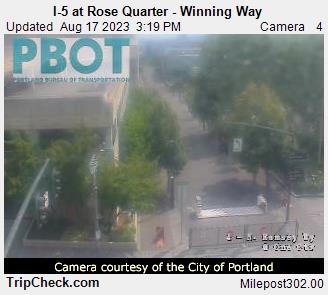 I-5 at Rose Quarter - Winning Way
Updated Aug 17 2023 3:19 PM Camera 4
PBOT
PORTLAND BUREAU OF TRANSPORTATION
Camera courtesy of the City of Portland
TripCheck.com Milepost302.00